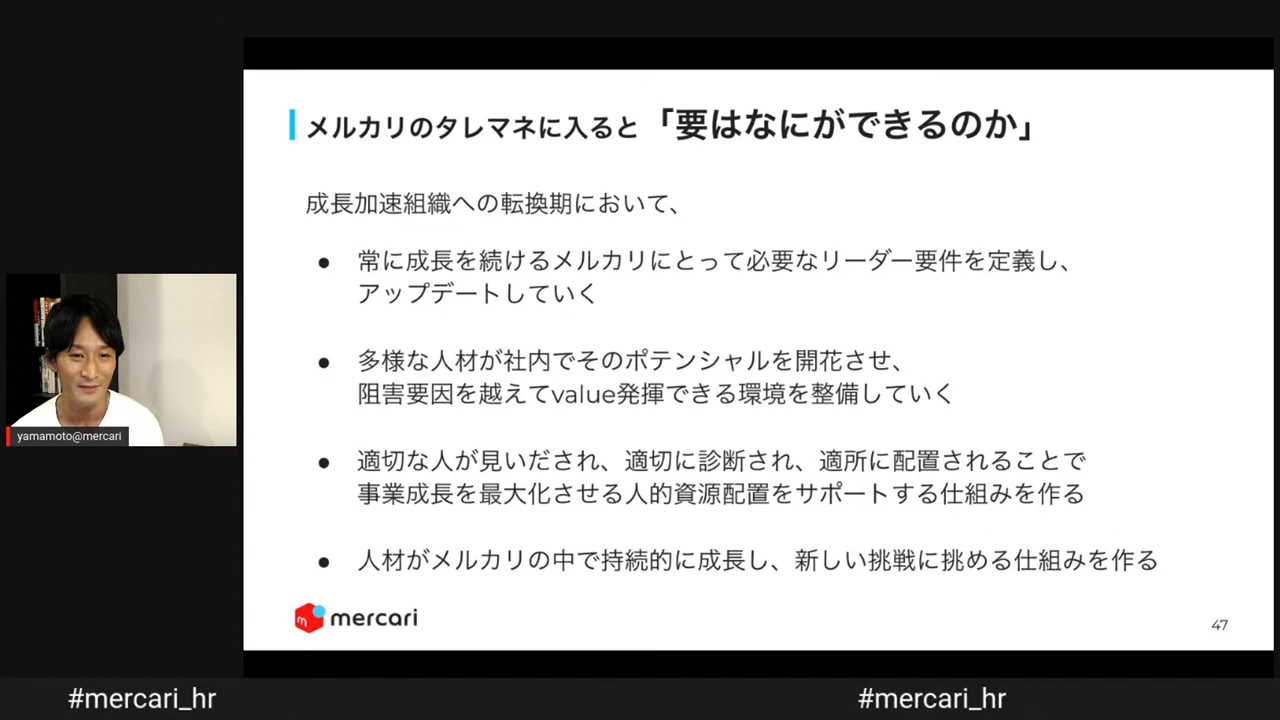 メルカリのタレマネに入ると「要はなにができるのか」
成長加速組織への転換期において、
● 常に成長を続けるメルカリにとって必要なリーダー要件を定義し、
アップデートしていく
● 多様な人材が社内でそのポテンシャルを開花させ、
阻害要因を越えてvalue発揮できる環境を整備していく
● 適切な人が見いだされ、適切に診断され、適所に配置されることで
事業成長を最大化させる人的資源配置をサポートする仕組みを作る
● 人材がメルカリの中で持続的に成長し、新しい挑戦に挑める仕組みを作る
m mercari
47
yamamoto@mercari
#mercari_hr
#mercari_hr